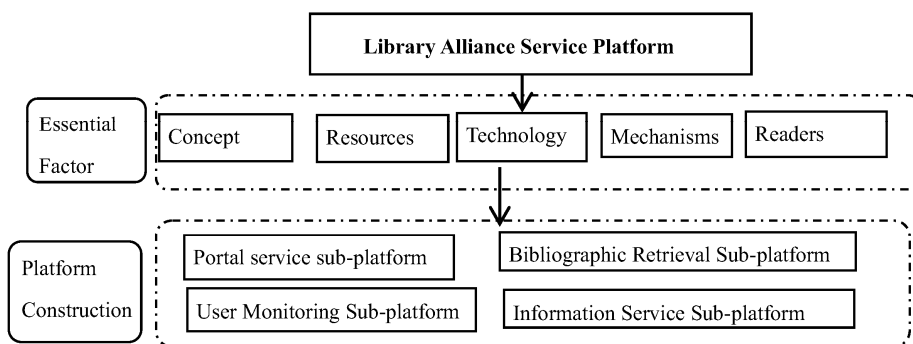 Library Alliance Service Platform
Essential
Factor
Concept
Resources
Technology
Mechanisms
Readers
Platform
Construction
Portal service sub-platform
Bibliographic Retrieval Sub-platform
User Monitoring Sub-platform
Information Service Sub-platform